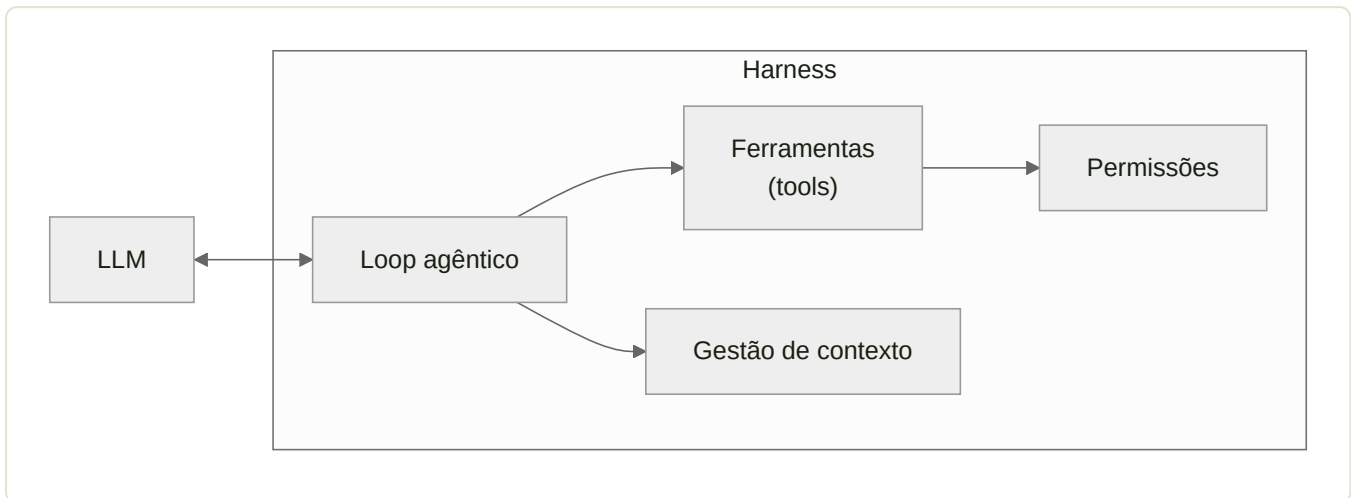 Harness
Ferramentas
(tools)
Permissões
LLM
Loop agêntico
Gestão de contexto